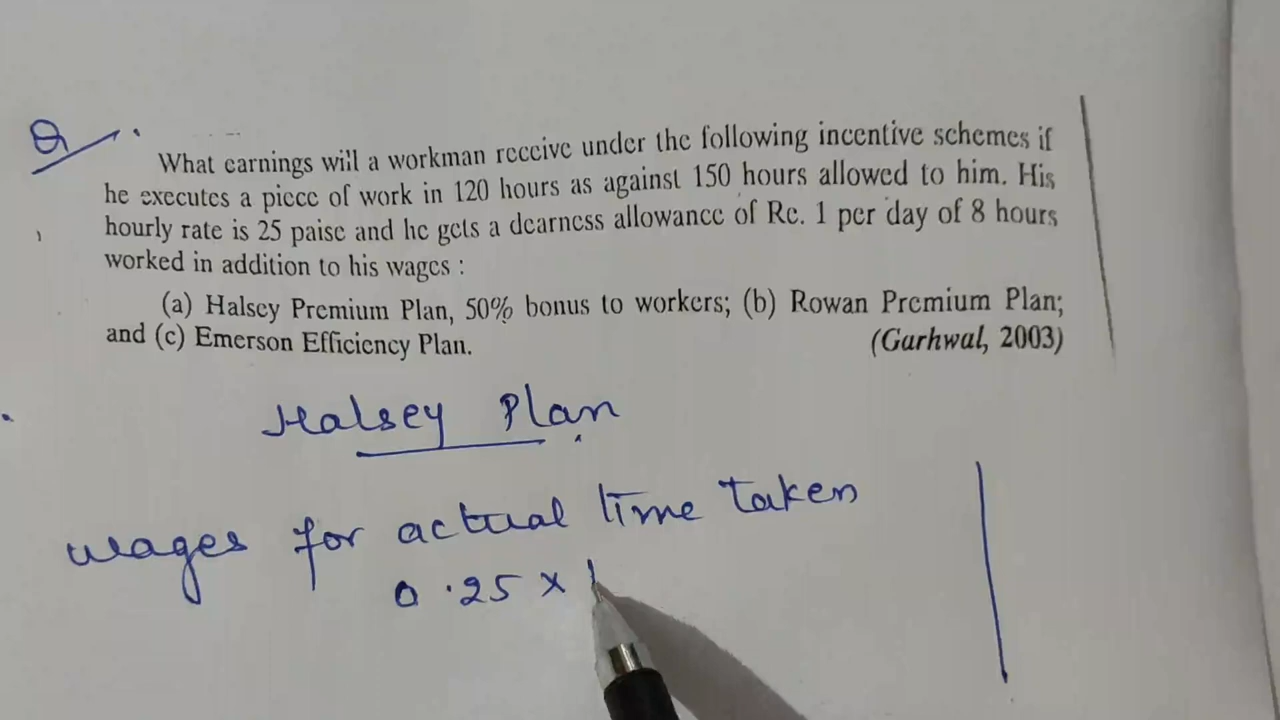 Q
What earnings will a workman receive under the following incentive schemes if
he executes a piece of work in 120 hours as against 150 hours allowed to him. His
hourly rate is 25 paise and he gets a dearness allowance of Re. 1 per day of 8 hours
worked in addition to his wages :
(a) Halsey Premium Plan, 50% bonus to workers; (b) Rowan Premium Plan;
and (c) Emerson Efficiency Plan. (Garhwal, 2003)
Halsey Plan
wages for actual time taken
0.25 × 1